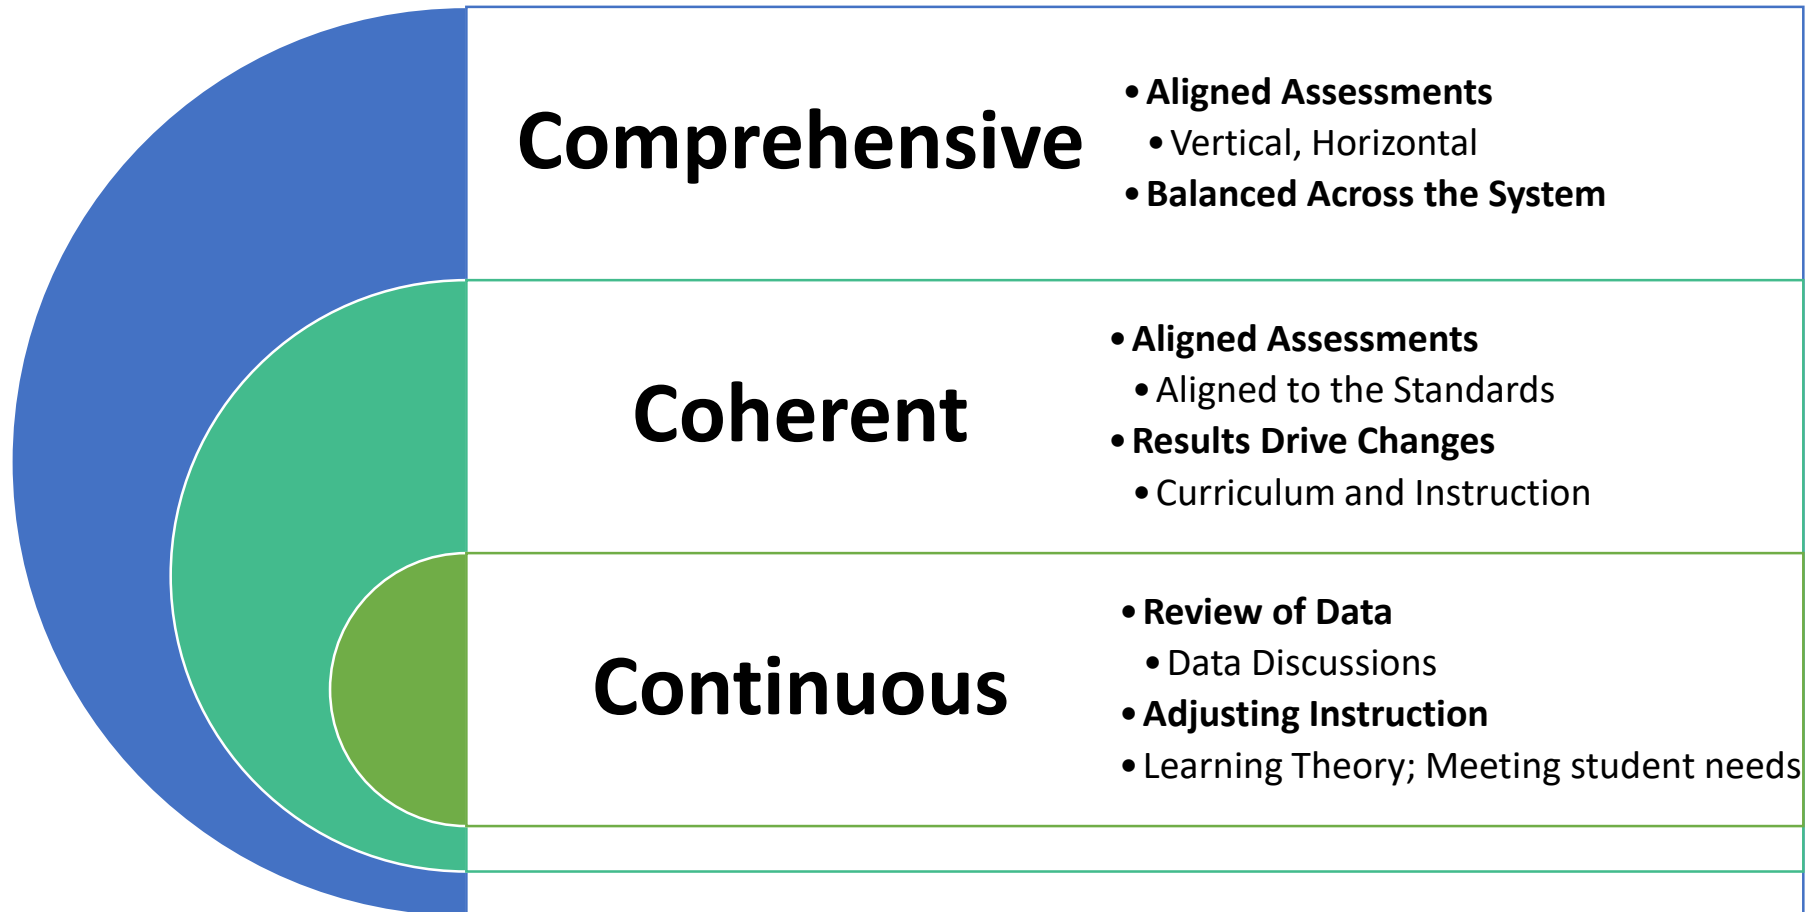 Comprehensive
• Aligned Assessments
• Vertical, Horizontal
• Balanced Across the System
Coherent
• Aligned Assessments
• Aligned to the Standards
• Results Drive Changes
• Curriculum and Instruction
Continuous
• Review of Data
• Data Discussions
• Adjusting Instruction
• Learning Theory; Meeting student needs